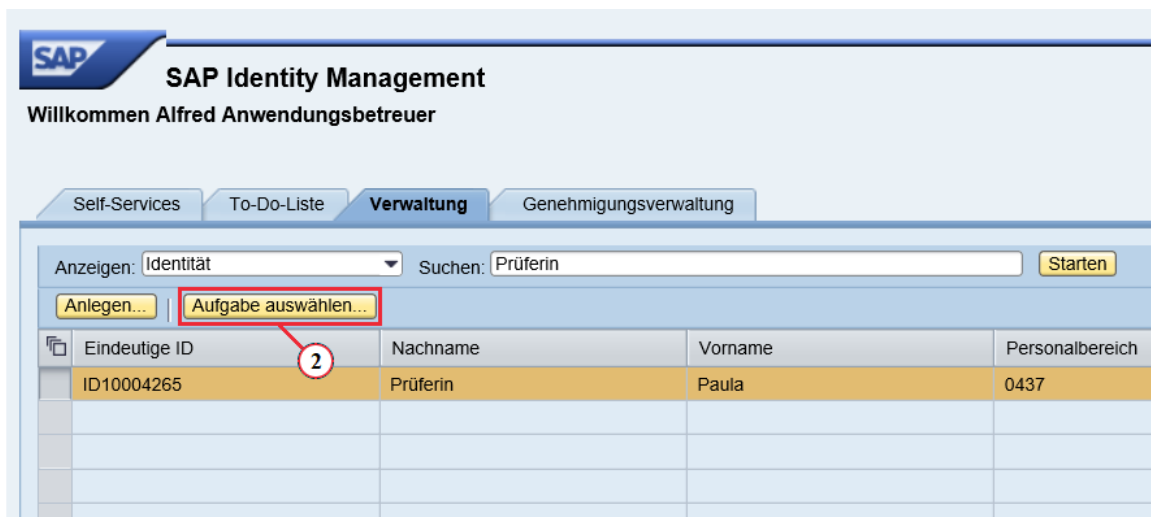 SAP
SAP Identity Management
Willkommen Alfred Anwendungsbetreuer
Self-Services To-Do-Liste Verwaltung Genehmigungsverwaltung
Anzeigen: Identität Suchen: Prüferin Starten
Anlegen... Aufgabe auswählen...
Eindeutige ID Nachname Vorname Personalbereich
2
ID10004265 Prüferin Paula 0437